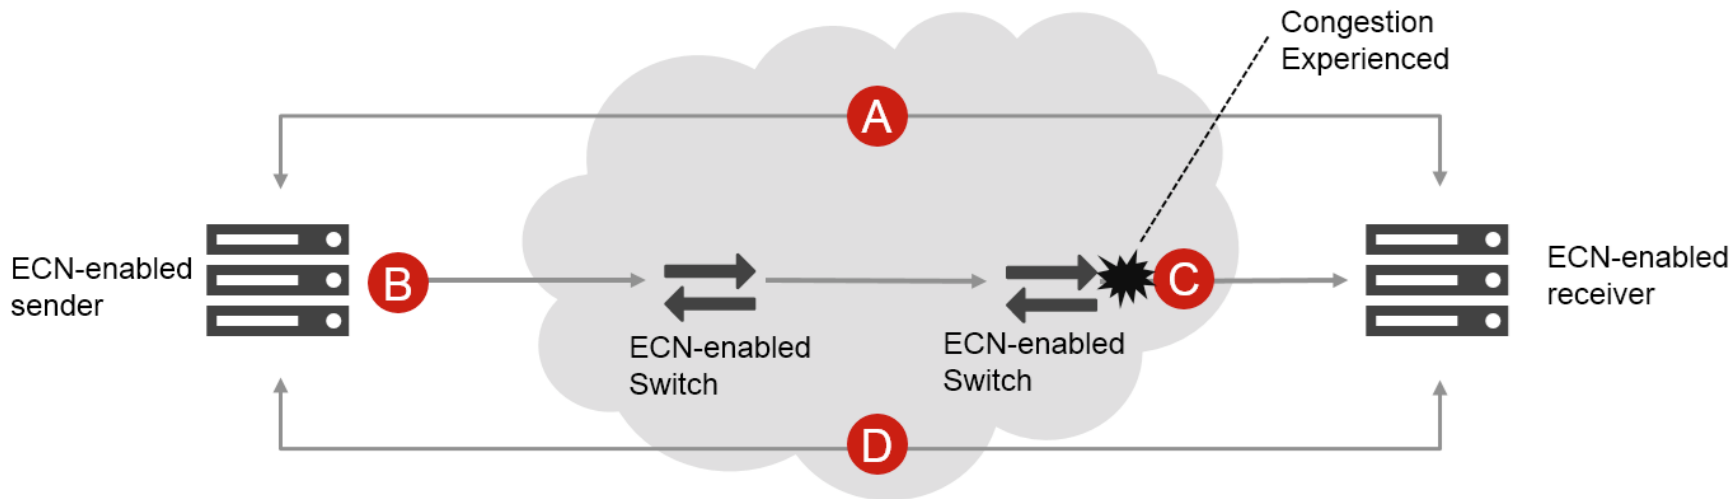 Congestion
Experienced
A
ECN-enabled
sender
B
C
ECN-enabled
receiver
ECN-enabled
Switch
ECN-enabled
Switch
D